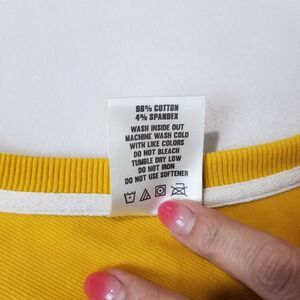 96% COTTON
4% SPANDEX
WASH INSIDE OUT
MACHINE WASH COLD
WITH LIKE COLORS
DO NOT BLEACH
TUMBLE DRY LOW
DO NOT IRON
DO NOT USE SOFTENER